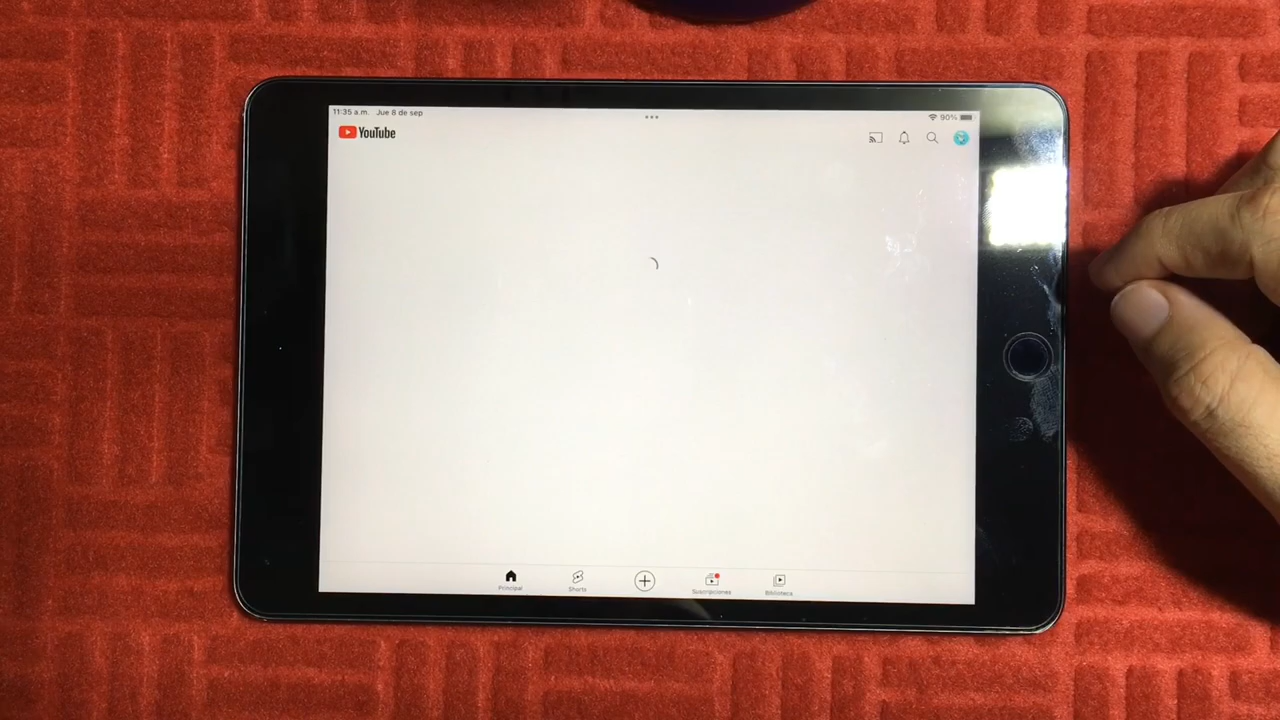 11:35 a.m. Jue 8 de sep
90%
YouTube
Principal
Shorts
Suscripciones
Biblioteca